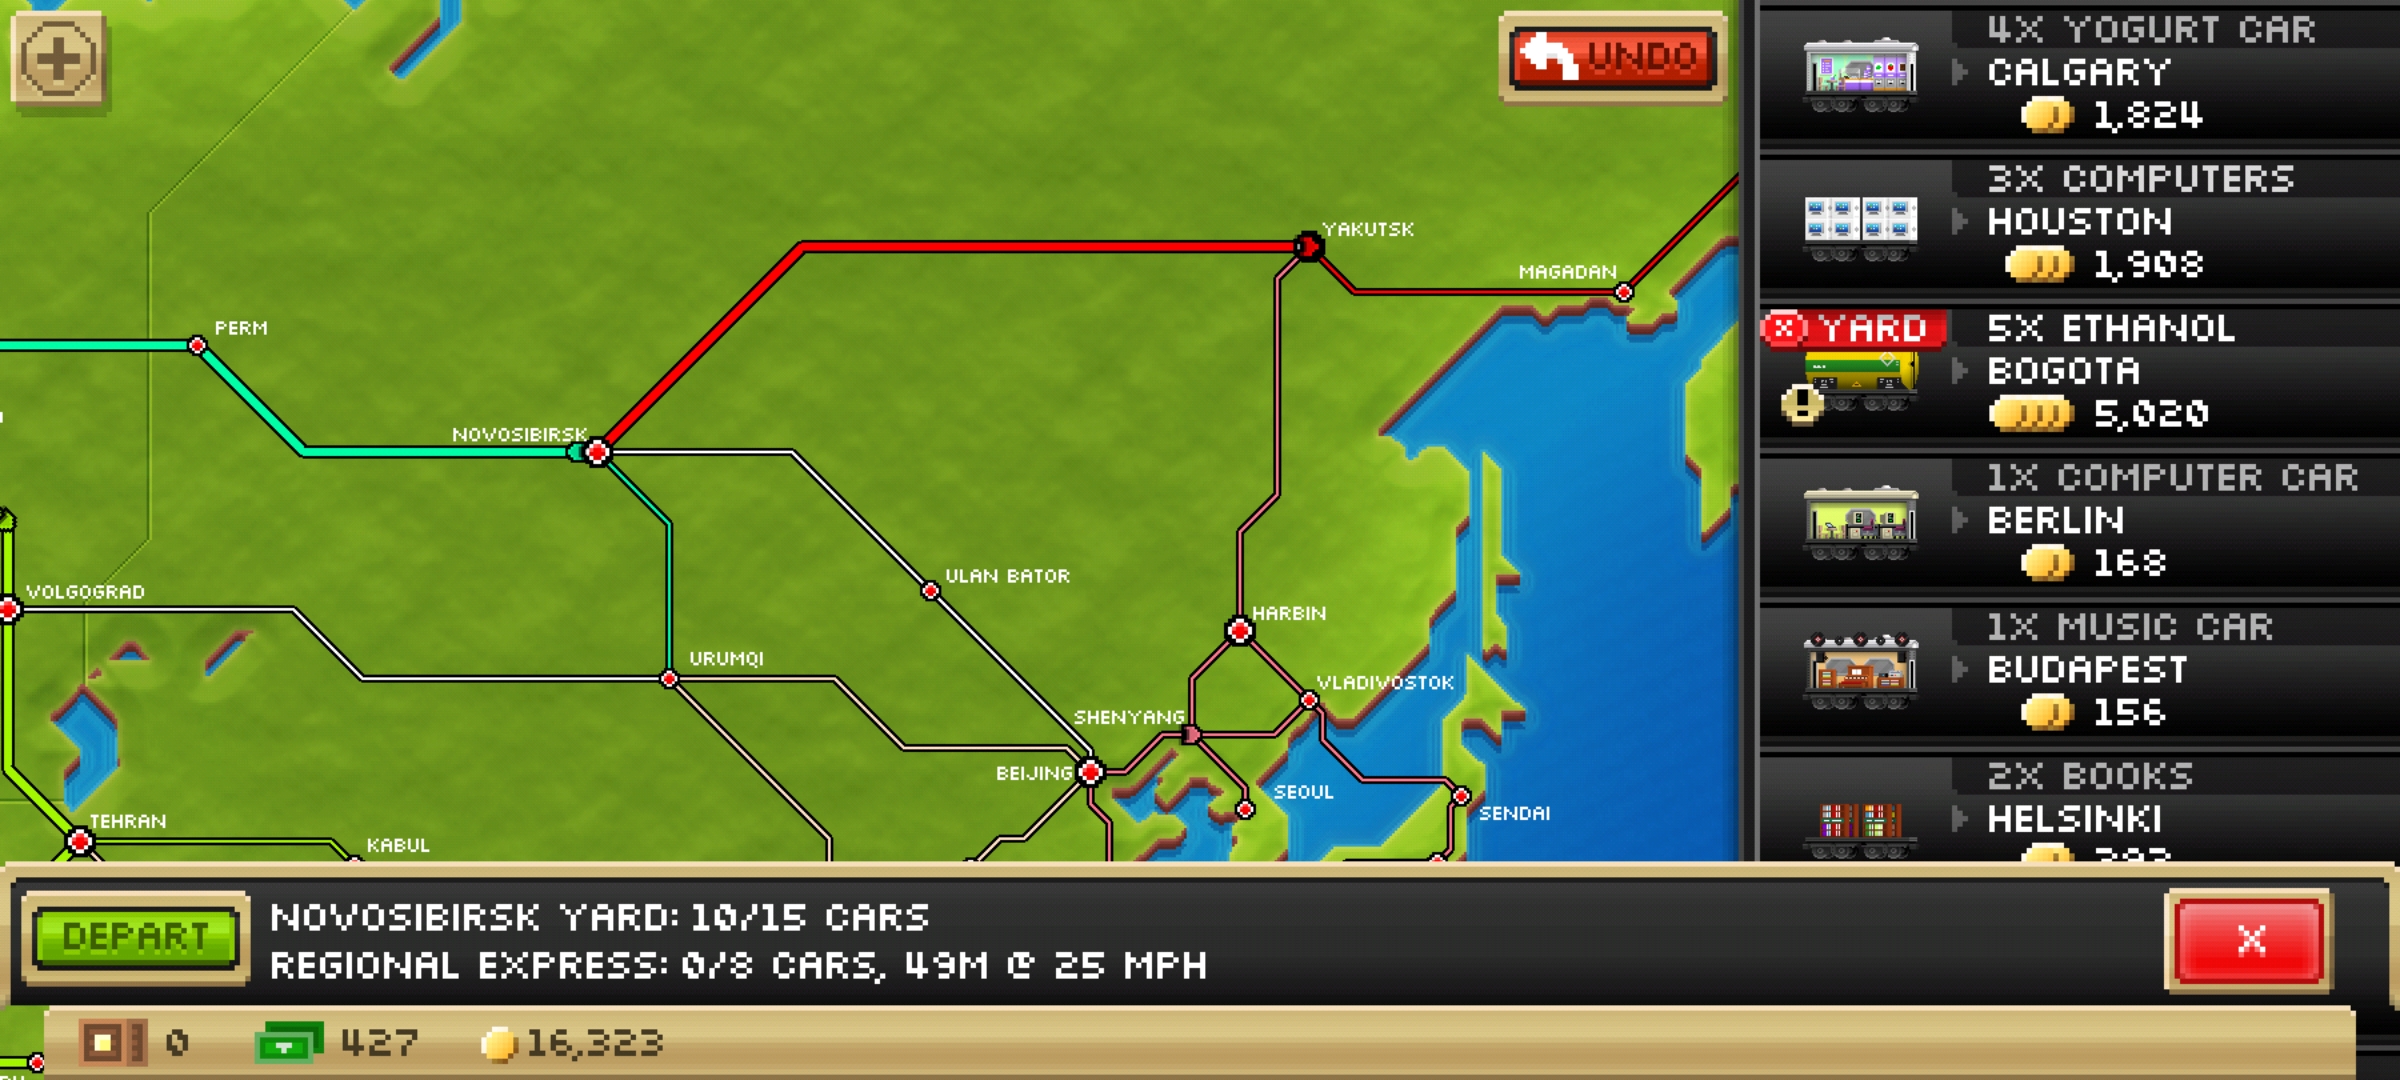 UNDO
YAKUTSK
MAGADAN
PERM
NOVOSIBIRSK
ULAN BATOR
VOLGOGRAD
HARBIN
URUMQI
VLADIVOSTOK
SHENYANG
BEIJING
SEOUL
SENDAI
TEHRAN
KABUL
4X YOGURT CAR
CALGARY
1,824
3X COMPUTERS
HOUSTON
1,908
X YARD
5X ETHANOL
BOGOTA
5,020
1X COMPUTER CAR
BERLIN
168
1X MUSIC CAR
BUDAPEST
156
2X BOOKS
HELSINKI
DEPART
NOVOSIBIRSK YARD: 10/15 CARS
REGIONAL EXPRESS: 0/8 CARS, 49M @ 25 MPH
X
0
427
16,323